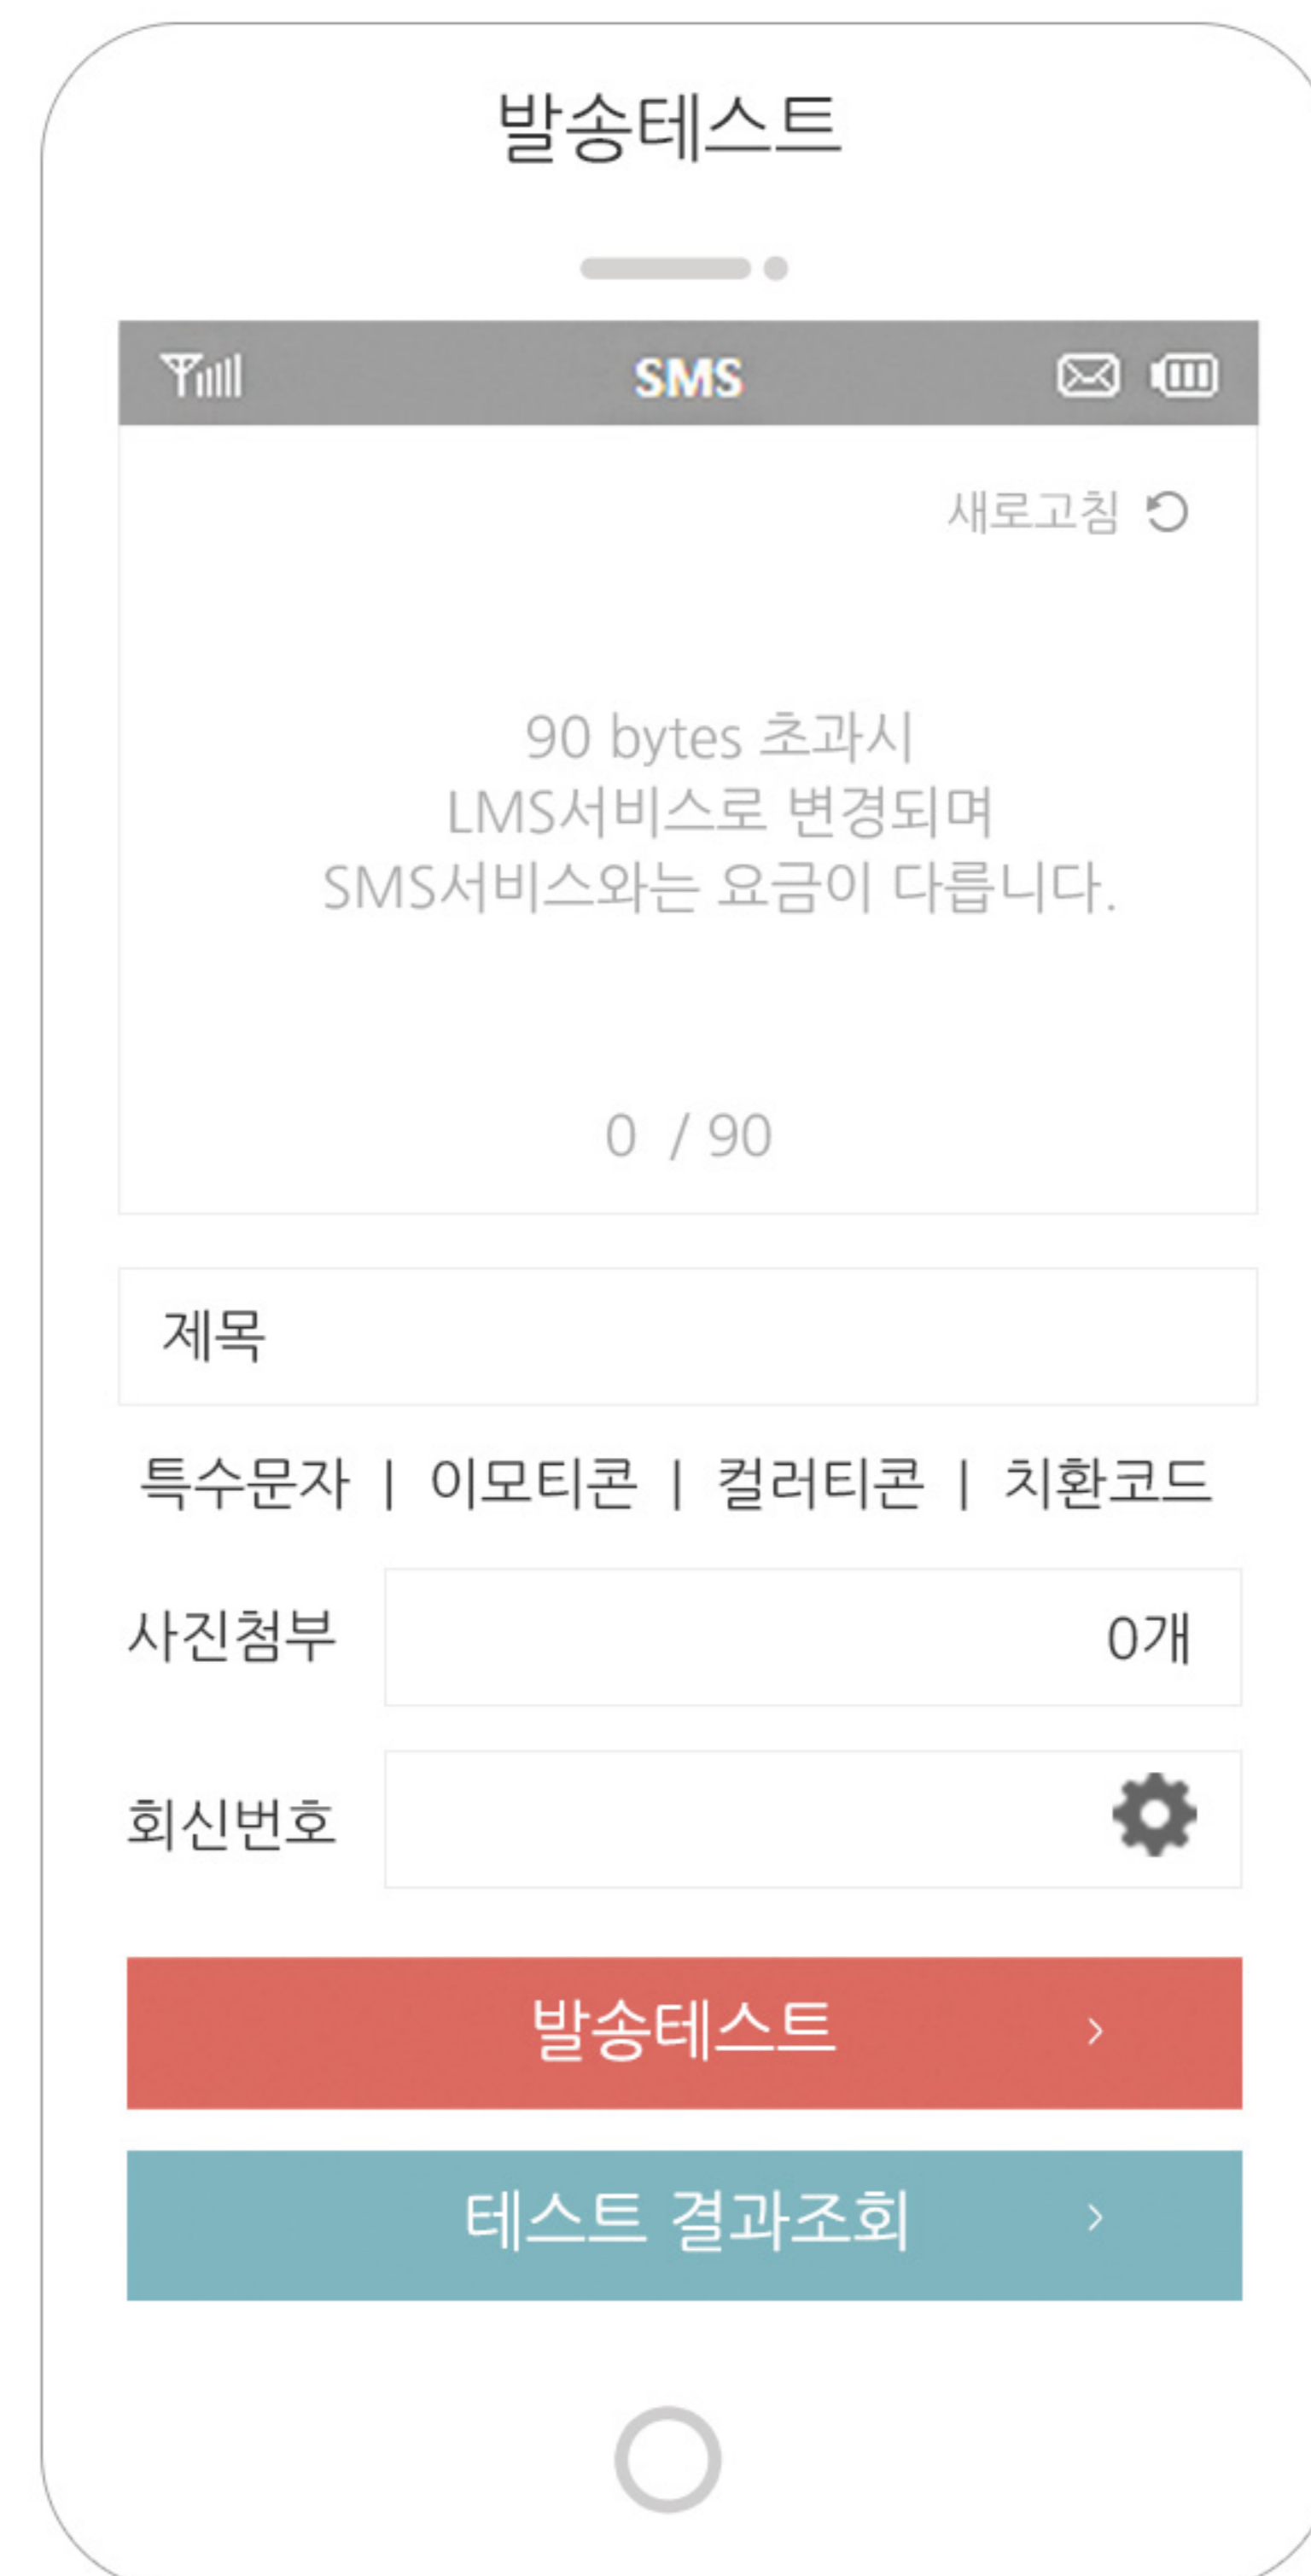 발송테스트
SMS
새로고침
90 bytes 초과시
LMS서비스로 변경되며
SMS서비스와는 요금이 다릅니다.
0 / 90
제목
특수문자 | 이모티콘 | 컬러티콘 | 치환코드
사진첨부 0개
회신번호
발송테스트 >
테스트 결과조회 >